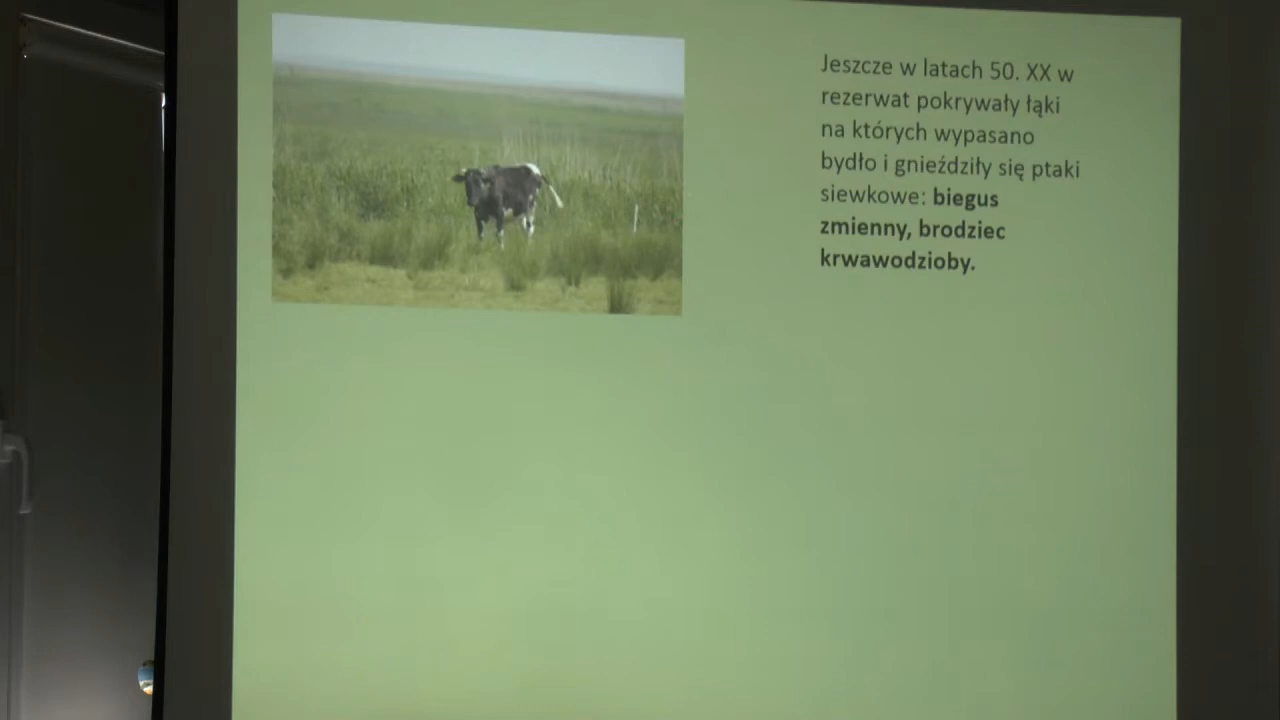 Jeszcze w latach 50. XX w
rezerwat pokrywały łąki
na których wypasano
bydło i gnieździły się ptaki
siewkowe: biegus
zmienny, brodziec
krwawodzioby.